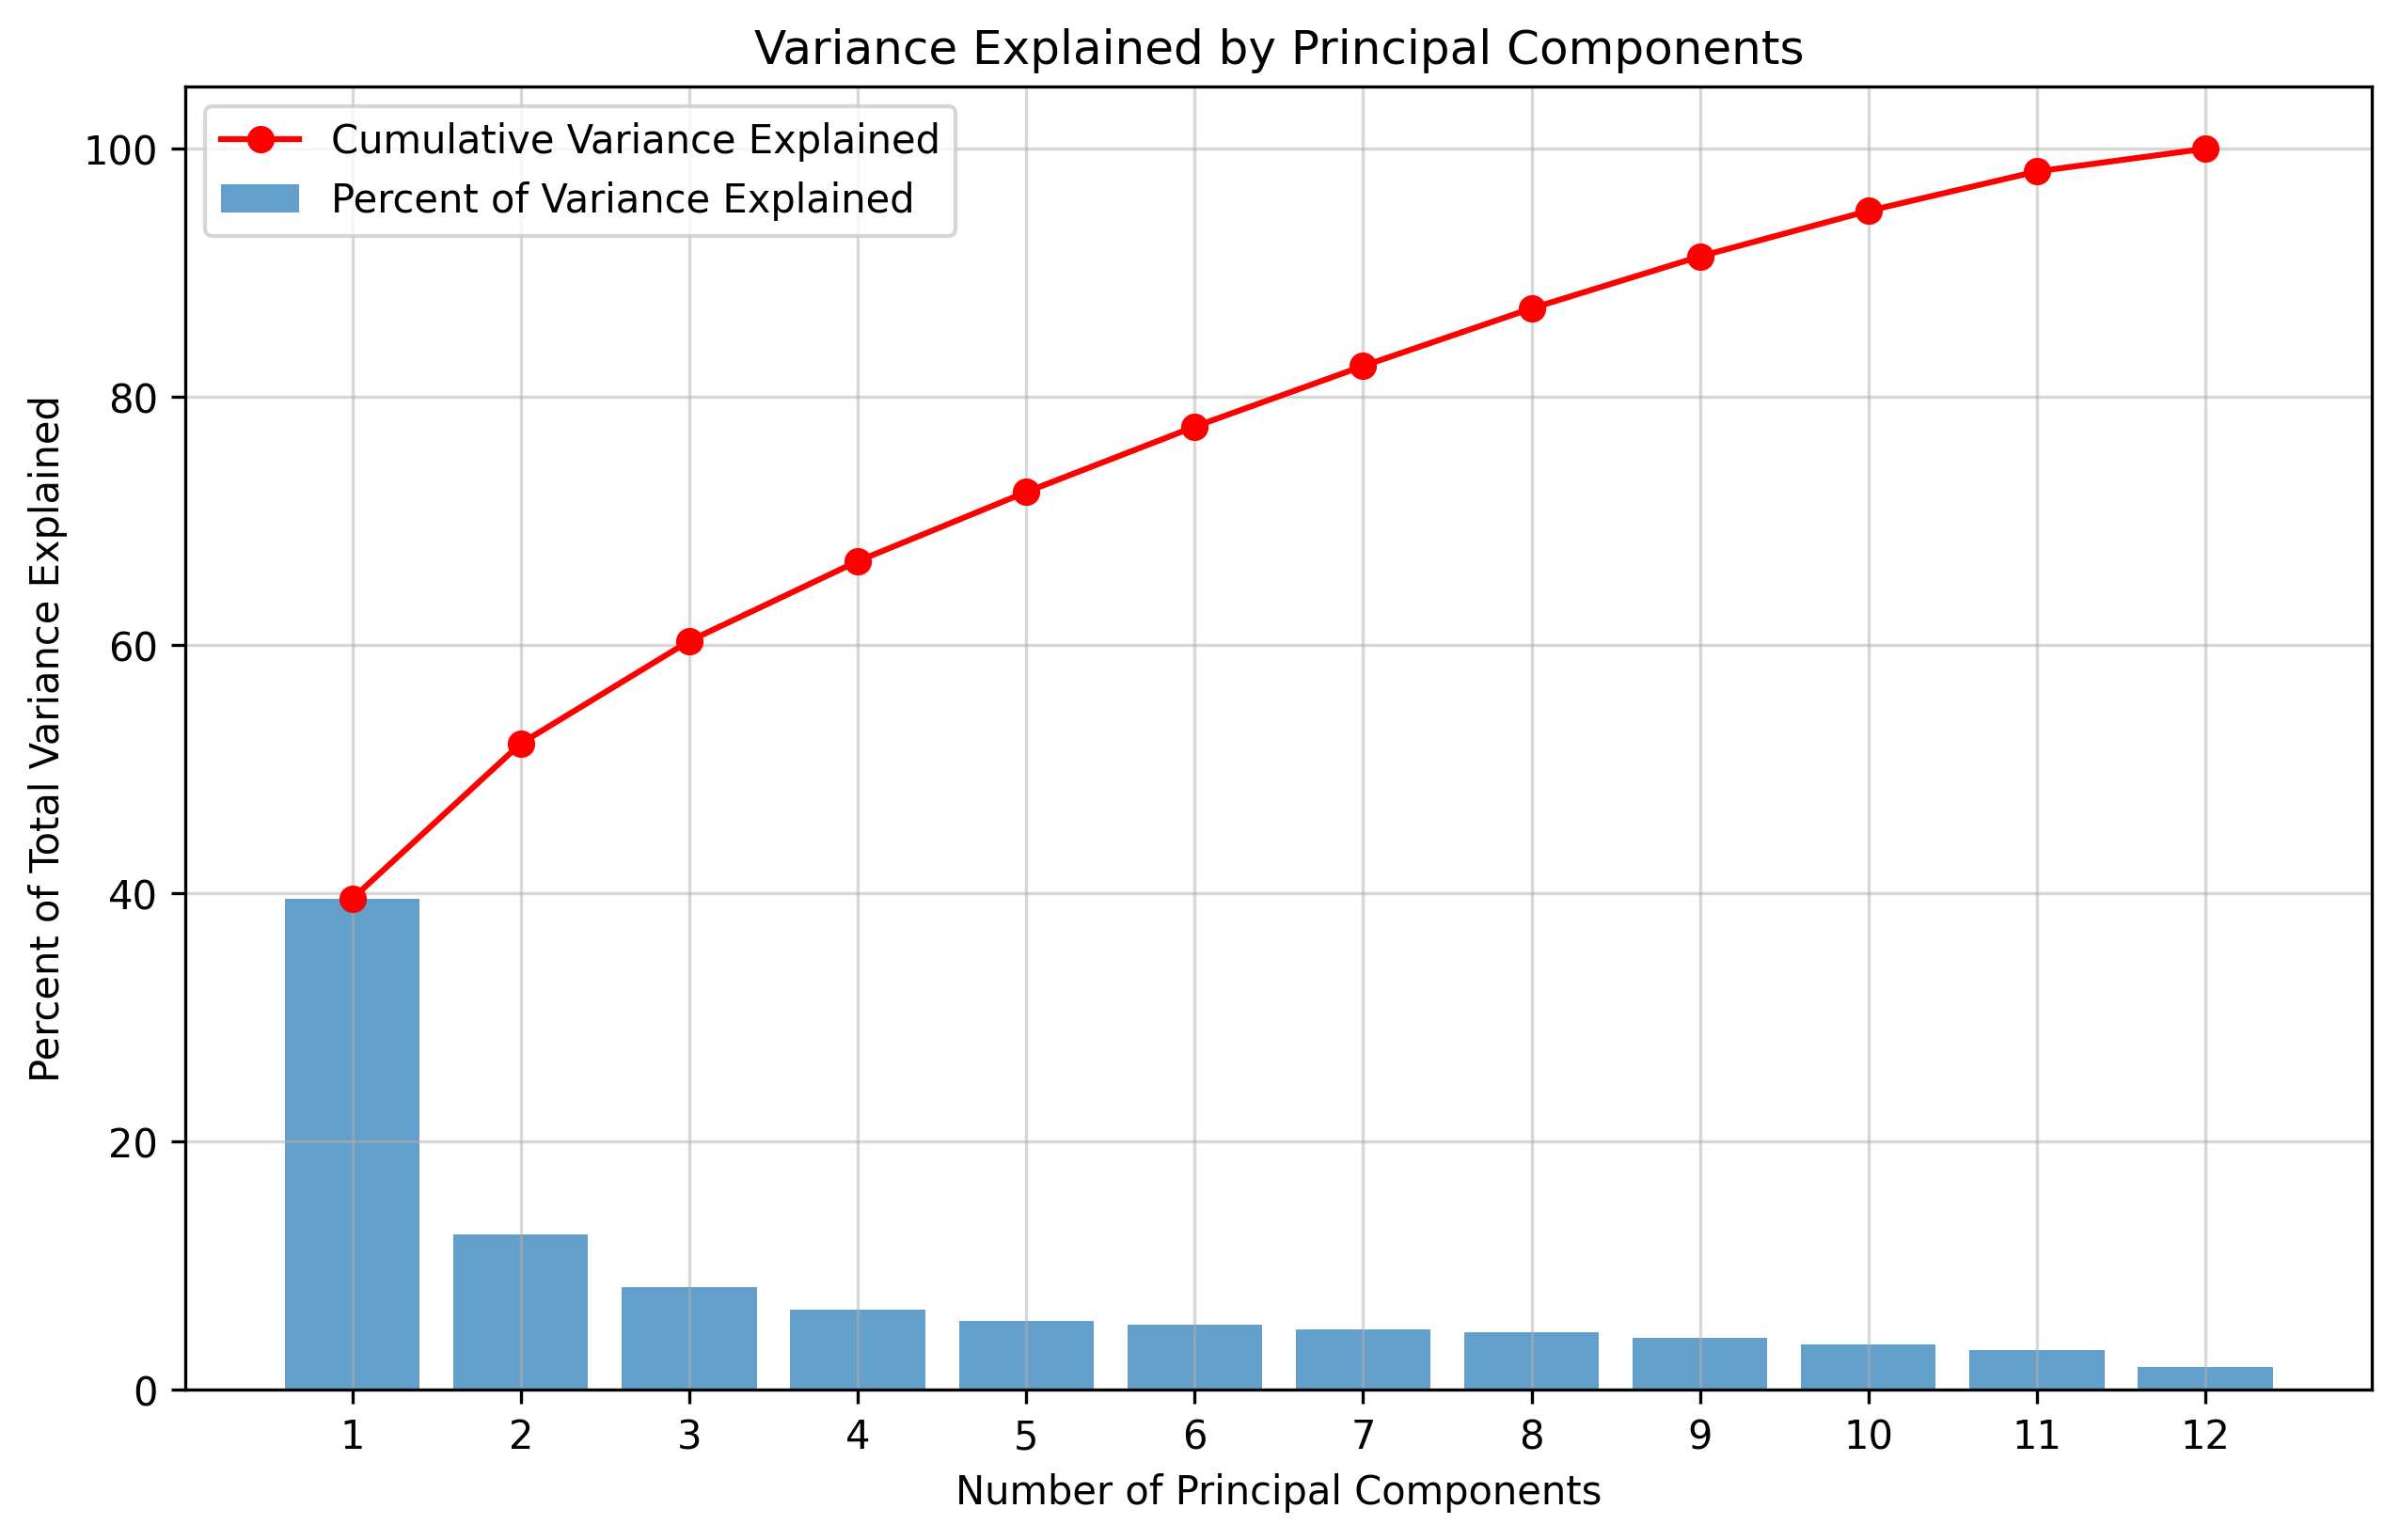 Variance Explained by Principal Components
Cumulative Variance Explained
Percent of Variance Explained
Percent of Total Variance Explained
100
80
60
40
20
0
1 2 3 4 5 6 7 8 9 10 11 12
Number of Principal Components